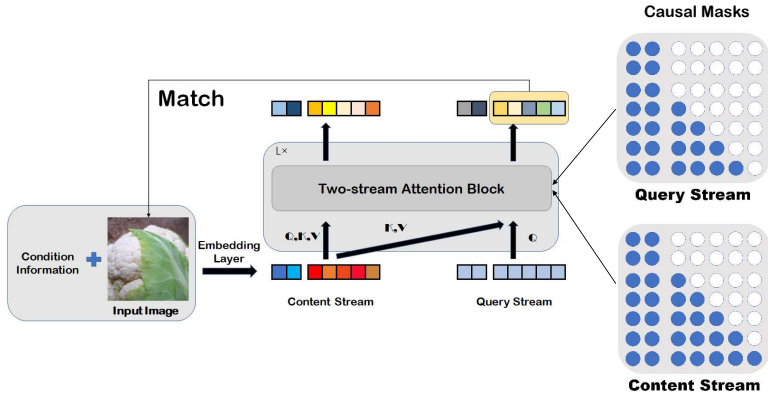 Causal Masks
Match
L×
Two-stream Attention Block
Query Stream
Q,K,V
K,V
Q
Condition
Information
Embedding
Layer
Input Image
Content Stream
Query Stream
Content Stream